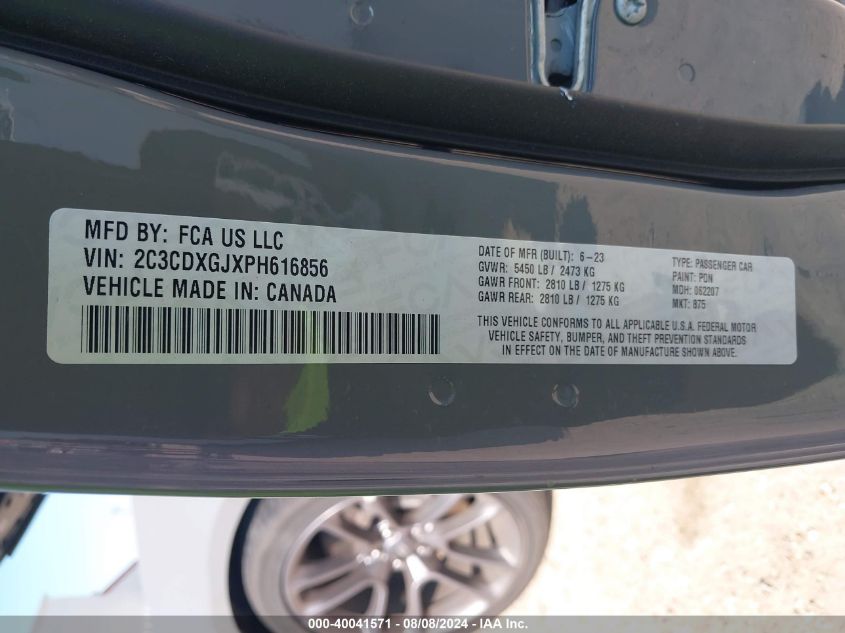 MFD BY: FCA US LLC
VIN: 2C3CDXGJXPH616856
VEHICLE MADE IN: CANADA
DATE OF MFR (BUILT): 6-23
GVWR: 5450 LB / 2473 KG
GAWR FRONT: 2810 LB / 1275 KG
GAWR REAR: 2810 LB / 1275 KG
TYPE: PASSENGER CAR
PAINT: PDN
MDH: 062207
MKT: 875
THIS VEHICLE CONFORMS TO ALL APPLICABLE U.S.A. FEDERAL MOTOR
VEHICLE SAFETY, BUMPER, AND THEFT PREVENTION STANDARDS
IN EFFECT ON THE DATE OF MANUFACTURE SHOWN ABOVE.
000-40041571 - 08/08/2024 - IAA Inc.